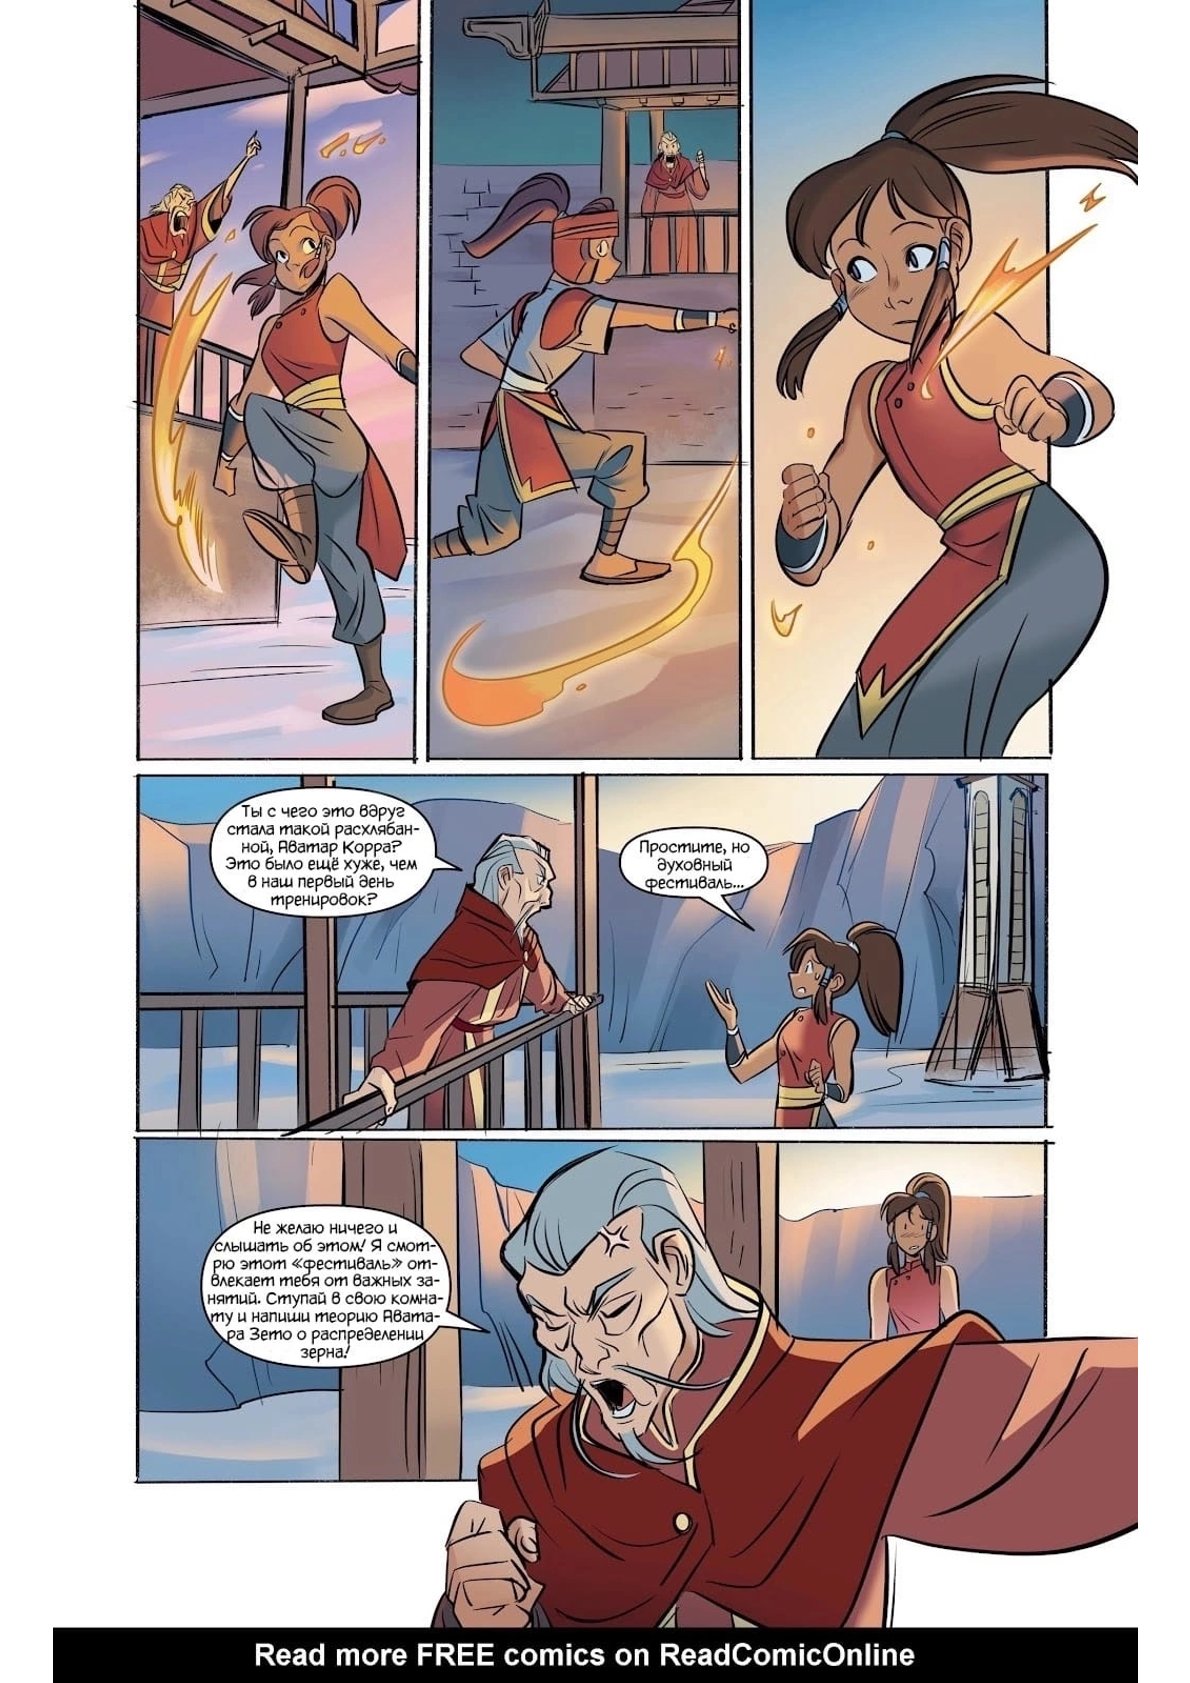 Ты с чего это вдруг
стала такой расхлябан-
ной, Аватар Корра?
Это было ещё хуже, чем
в наш первый день
тренировок?
Простите, но
духовный
фестиваль...
Не желаю ничего и
слышать об этом! Я смот-
рю этот «фестиваль» от-
влекает тебя от важных за-
нятий. Ступай в свою комна-
ту и напиши теорию Авата-
ра Зето о распределении
зерна!
Read more FREE comics on ReadComicOnline